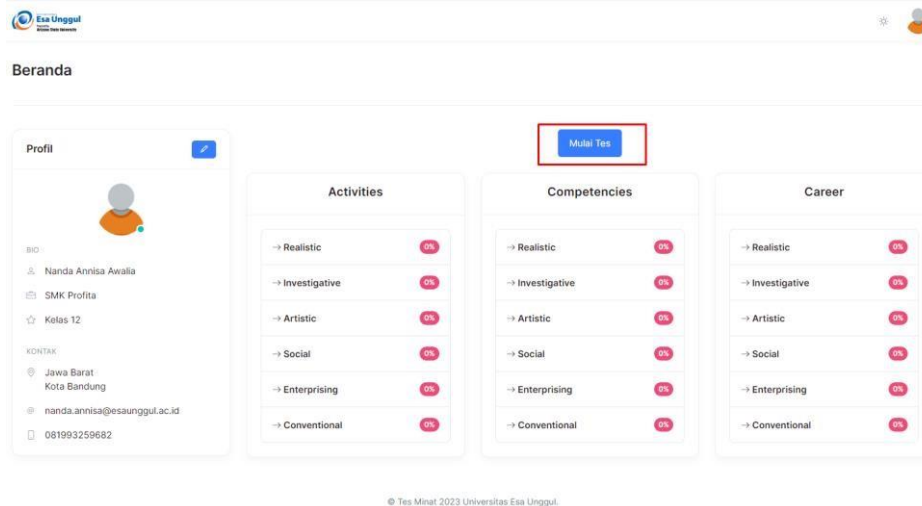 Esa Unggul
Beranda
Profil
Mulai Tes
BIO
Nanda Annisa Awalia
SMK Profita
Kelas 12
KONTAK
Jawa Barat
Kota Bandung
nanda.annisa@esaunggul.ac.id
081993259682
Activities
→ Realistic 0%
→ Investigative 0%
→ Artistic 0%
→ Social 0%
→ Enterprising 0%
→ Conventional 0%
Competencies
→ Realistic 0%
→ Investigative 0%
→ Artistic 0%
→ Social 0%
→ Enterprising 0%
→ Conventional 0%
Career
→ Realistic 0%
→ Investigative 0%
→ Artistic 0%
→ Social 0%
→ Enterprising 0%
→ Conventional 0%
© Tes Minat 2023 Universitas Esa Unggul.